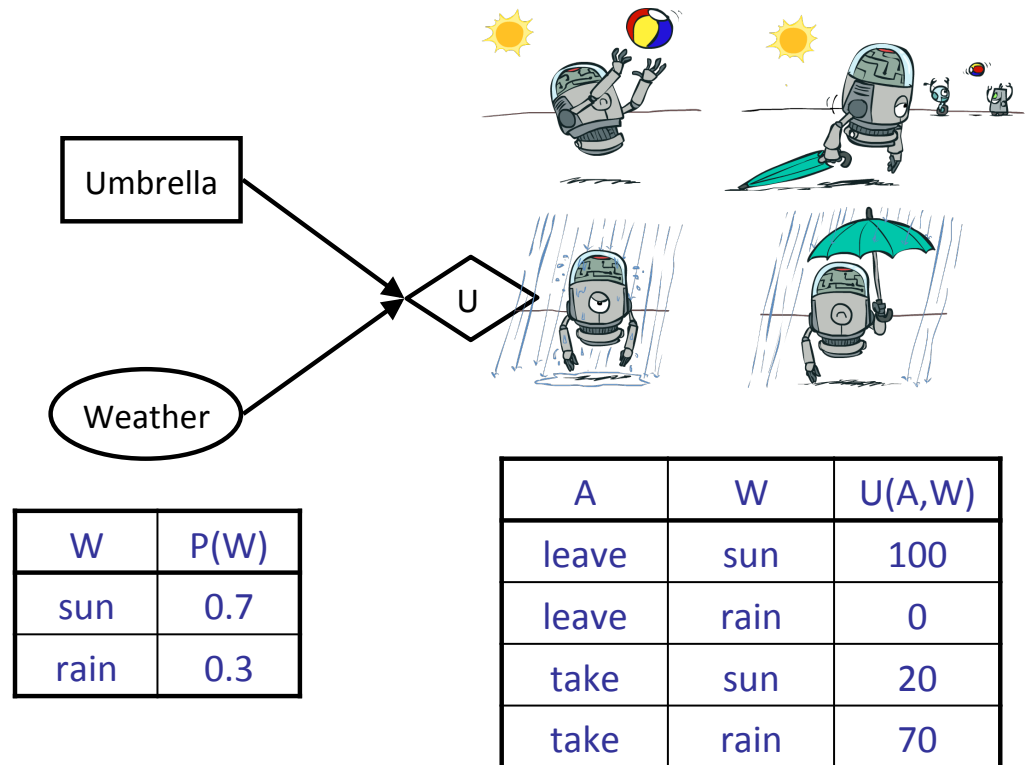 Umbrella
U
Weather
W P(W)
sun 0.7
rain 0.3
A W U(A,W)
leave sun 100
leave rain 0
take sun 20
take rain 70